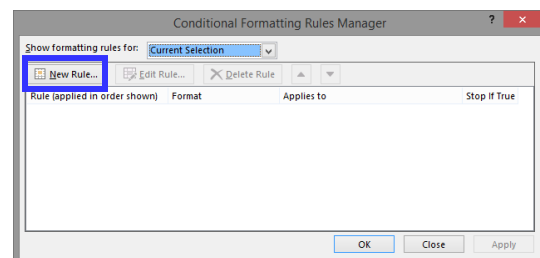 Conditional Formatting Rules Manager ?
Show formatting rules for: Current Selection
New Rule... Edit Rule... Delete Rule
Rule (applied in order shown) Format Applies to Stop If True
OK Close Apply